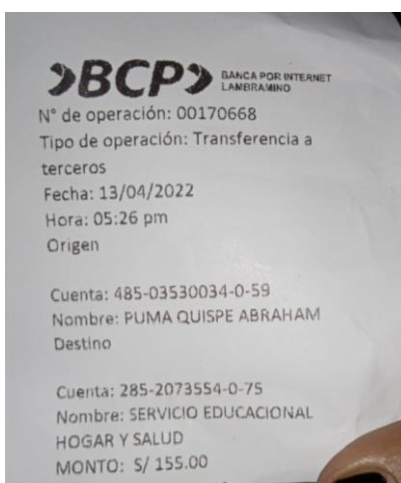 BCP BANCA POR INTERNET
LAMBRAMINO
N° de operación: 00170668
Tipo de operación: Transferencia a
terceros
Fecha: 13/04/2022
Hora: 05:26 pm
Origen
Cuenta: 485-03530034-0-59
Nombre: PUMA QUISPE ABRAHAM
Destino
Cuenta: 285-2073554-0-75
Nombre: SERVICIO EDUCACIONAL
HOGAR Y SALUD
MONTO: S/ 155.00